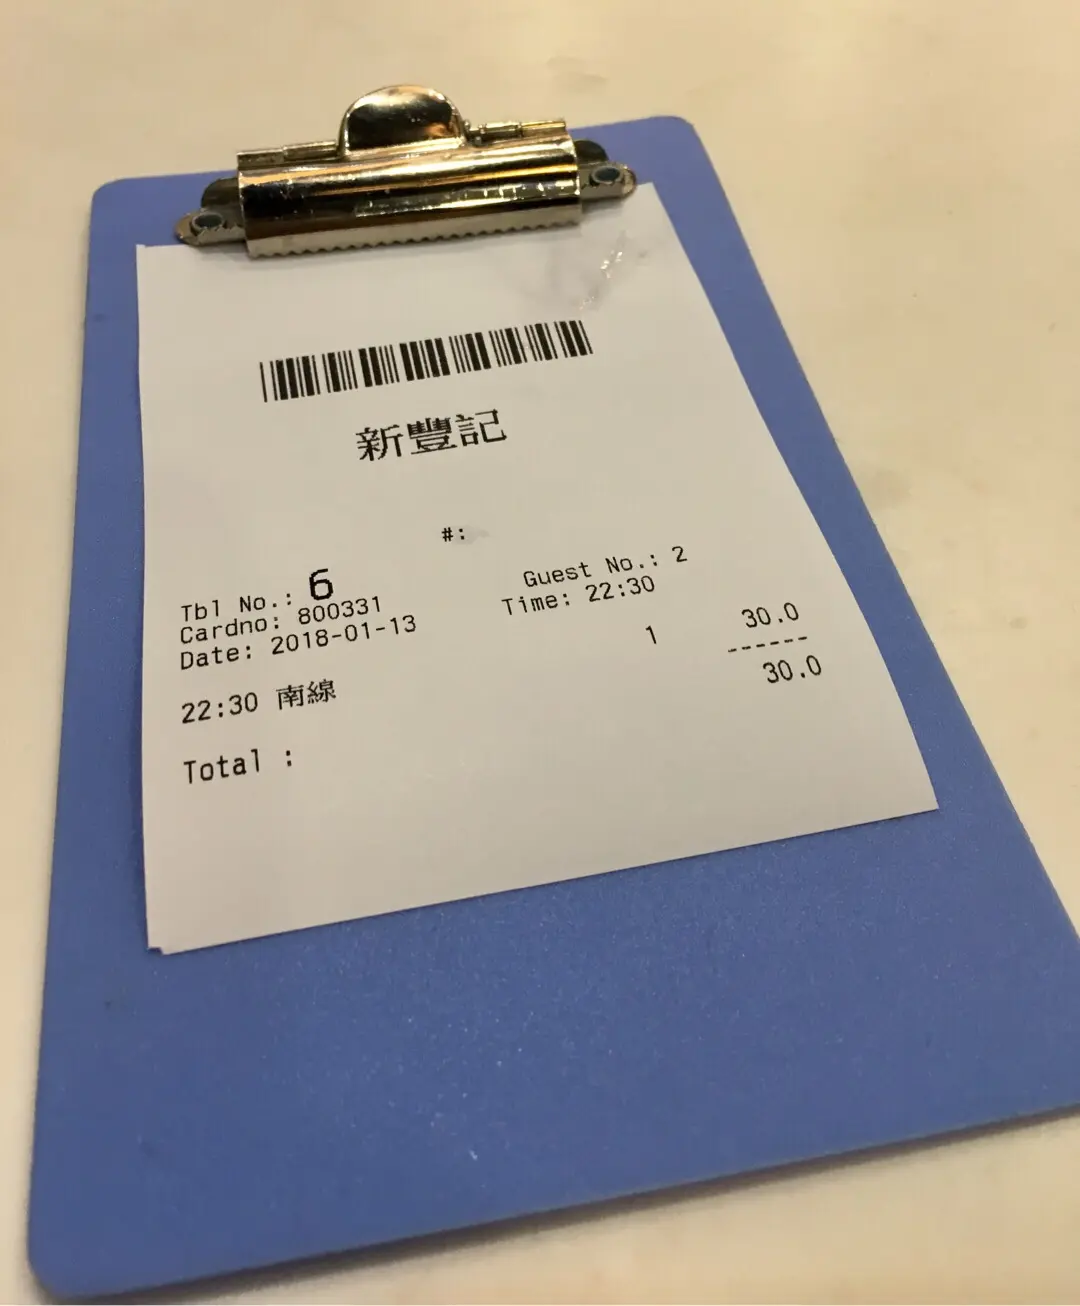 新豐記
#:
Tbl No.: 6 Guest No.: 2
Cardno: 800331 Time: 22:30
Date: 2018-01-13
22:30 南線 1 30.0
------
Total : 30.0